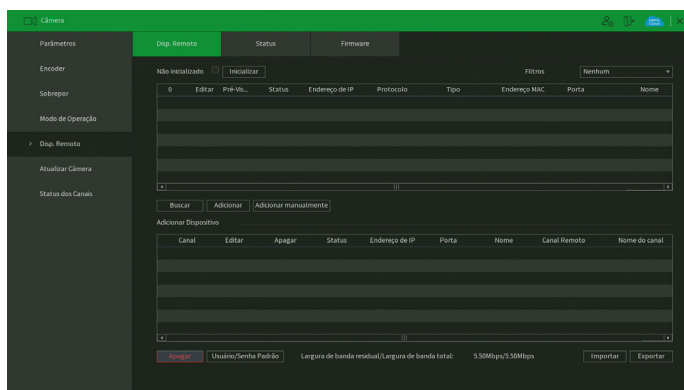 Câmera
Parâmetros
Encoder
Sobrepor
Modo de Operação
> Disp. Remoto
Atualizar Câmera
Status dos Canais
Disp. Remoto Status Firmware
Não inicializado Inicializar Filtros Nenhum
0 Editar Pré-Vis... Status Endereço de IP Protocolo Tipo Endereço MAC Porta Nome
Buscar Adicionar Adicionar manualmente
Adicionar Dispositivo
Canal Editar Apagar Status Endereço de IP Porta Nome Canal Remoto Nome do canal
Apagar Usuário/Senha Padrão Largura de banda residual/Largura de banda total: 5.50Mbps/5.50Mbps Importar Exportar